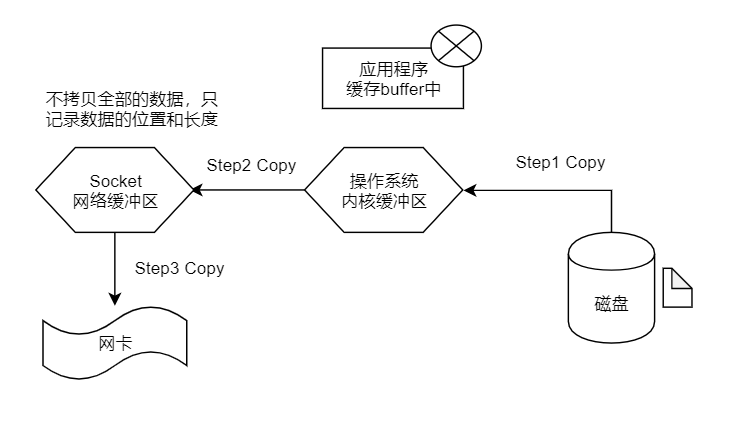 应用程序
缓存buffer中
不拷贝全部的数据，只
记录数据的位置和长度
Step2 Copy
Step1 Copy
Socket
网络缓冲区
操作系统
内核缓冲区
Step3 Copy
磁盘
网卡